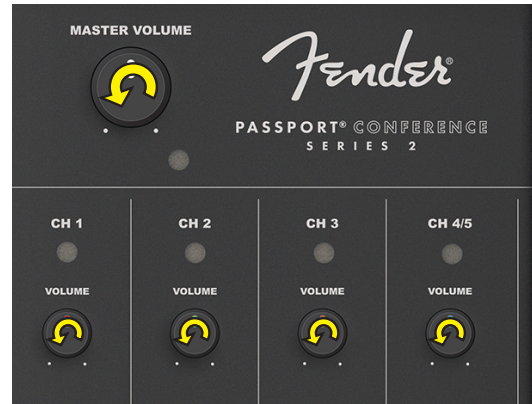 MASTER VOLUME
Fender®
PASSPORT® CONFERENCE
SERIES 2
CH 1
CH 2
CH 3
CH 4/5
VOLUME
VOLUME
VOLUME
VOLUME